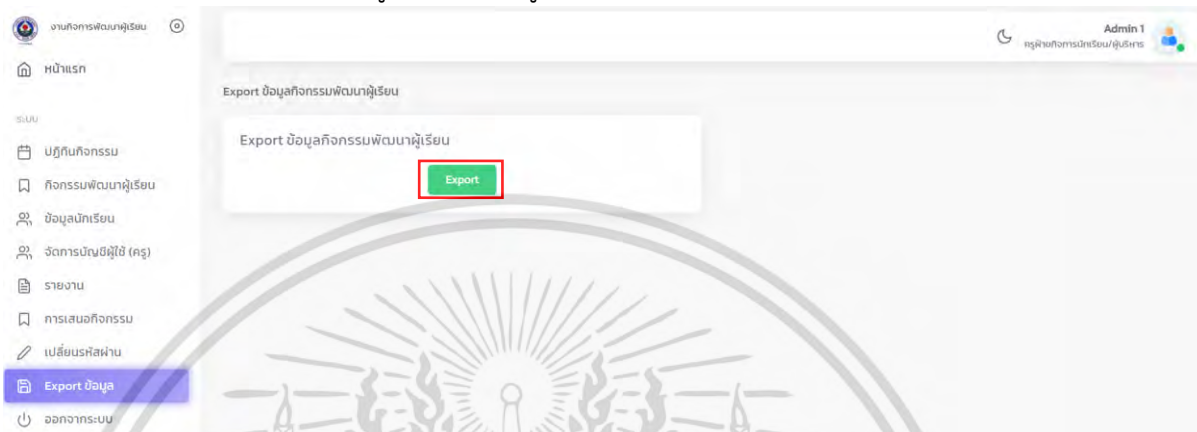 งานกิจการพัฒนาผู้เรียน
Admin 1
ครูฝ่ายกิจการนักเรียน/ผู้บริหาร
หน้าแรก
Export ข้อมูลกิจกรรมพัฒนาผู้เรียน
ระบบ
Export ข้อมูลกิจกรรมพัฒนาผู้เรียน
ปฏิทินกิจกรรม
Export
กิจกรรมพัฒนาผู้เรียน
ข้อมูลนักเรียน
จัดการบัญชีผู้ใช้ (ครู)
รายงาน
การเสนอกิจกรรม
เปลี่ยนรหัสผ่าน
Export ข้อมูล
ออกจากระบบ